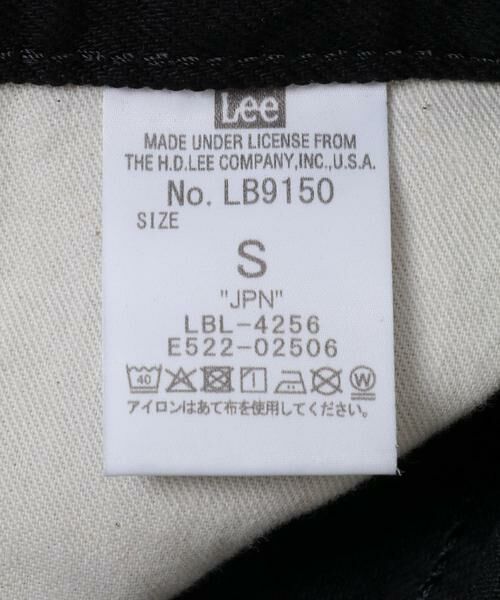 Lee
MADE UNDER LICENSE FROM
THE H.D.LEE COMPANY,INC.,U.S.A.
No. LB9150
SIZE
S
"JPN"
LBL-4256
E522-02506
40 1 W
アイロンはあて布を使用してください。